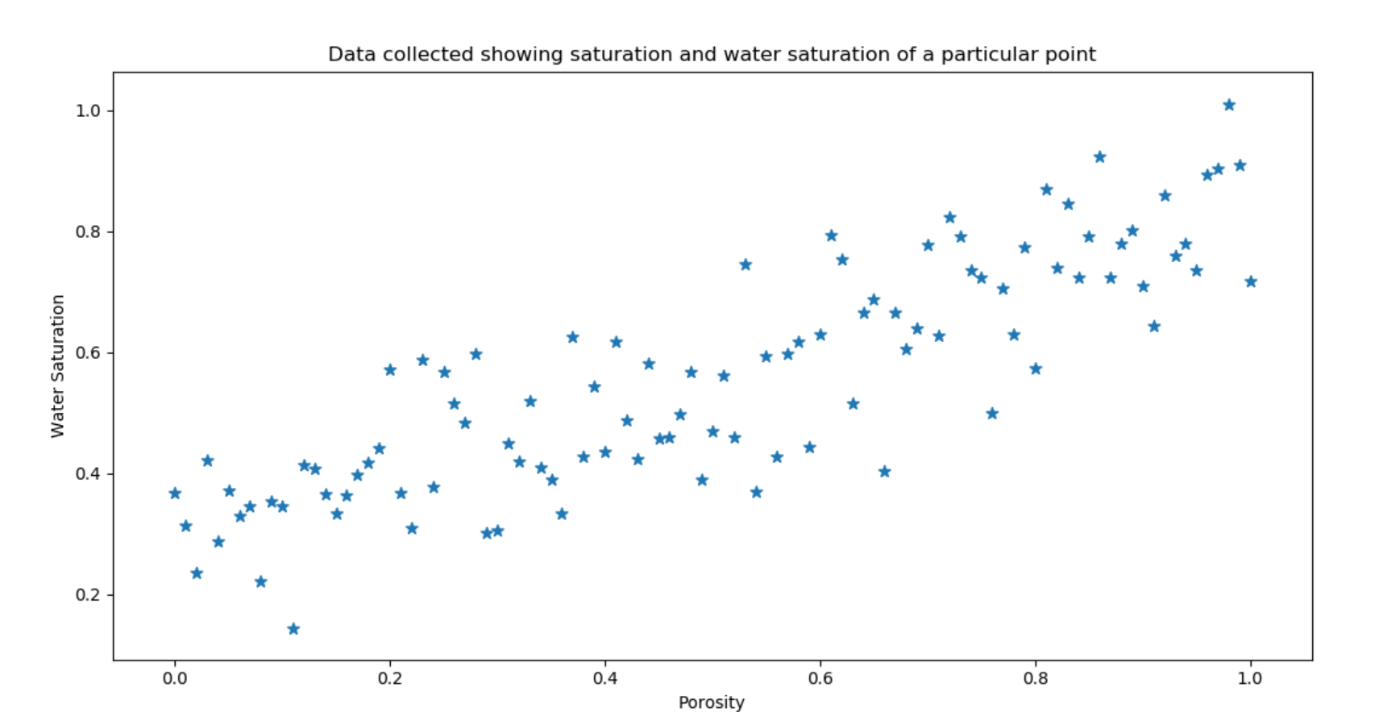 Data collected showing saturation and water saturation of a particular point
1.0
0.8
0.6
0.4
0.2
Water Saturation
0.0 0.2 0.4 0.6 0.8 1.0
Porosity